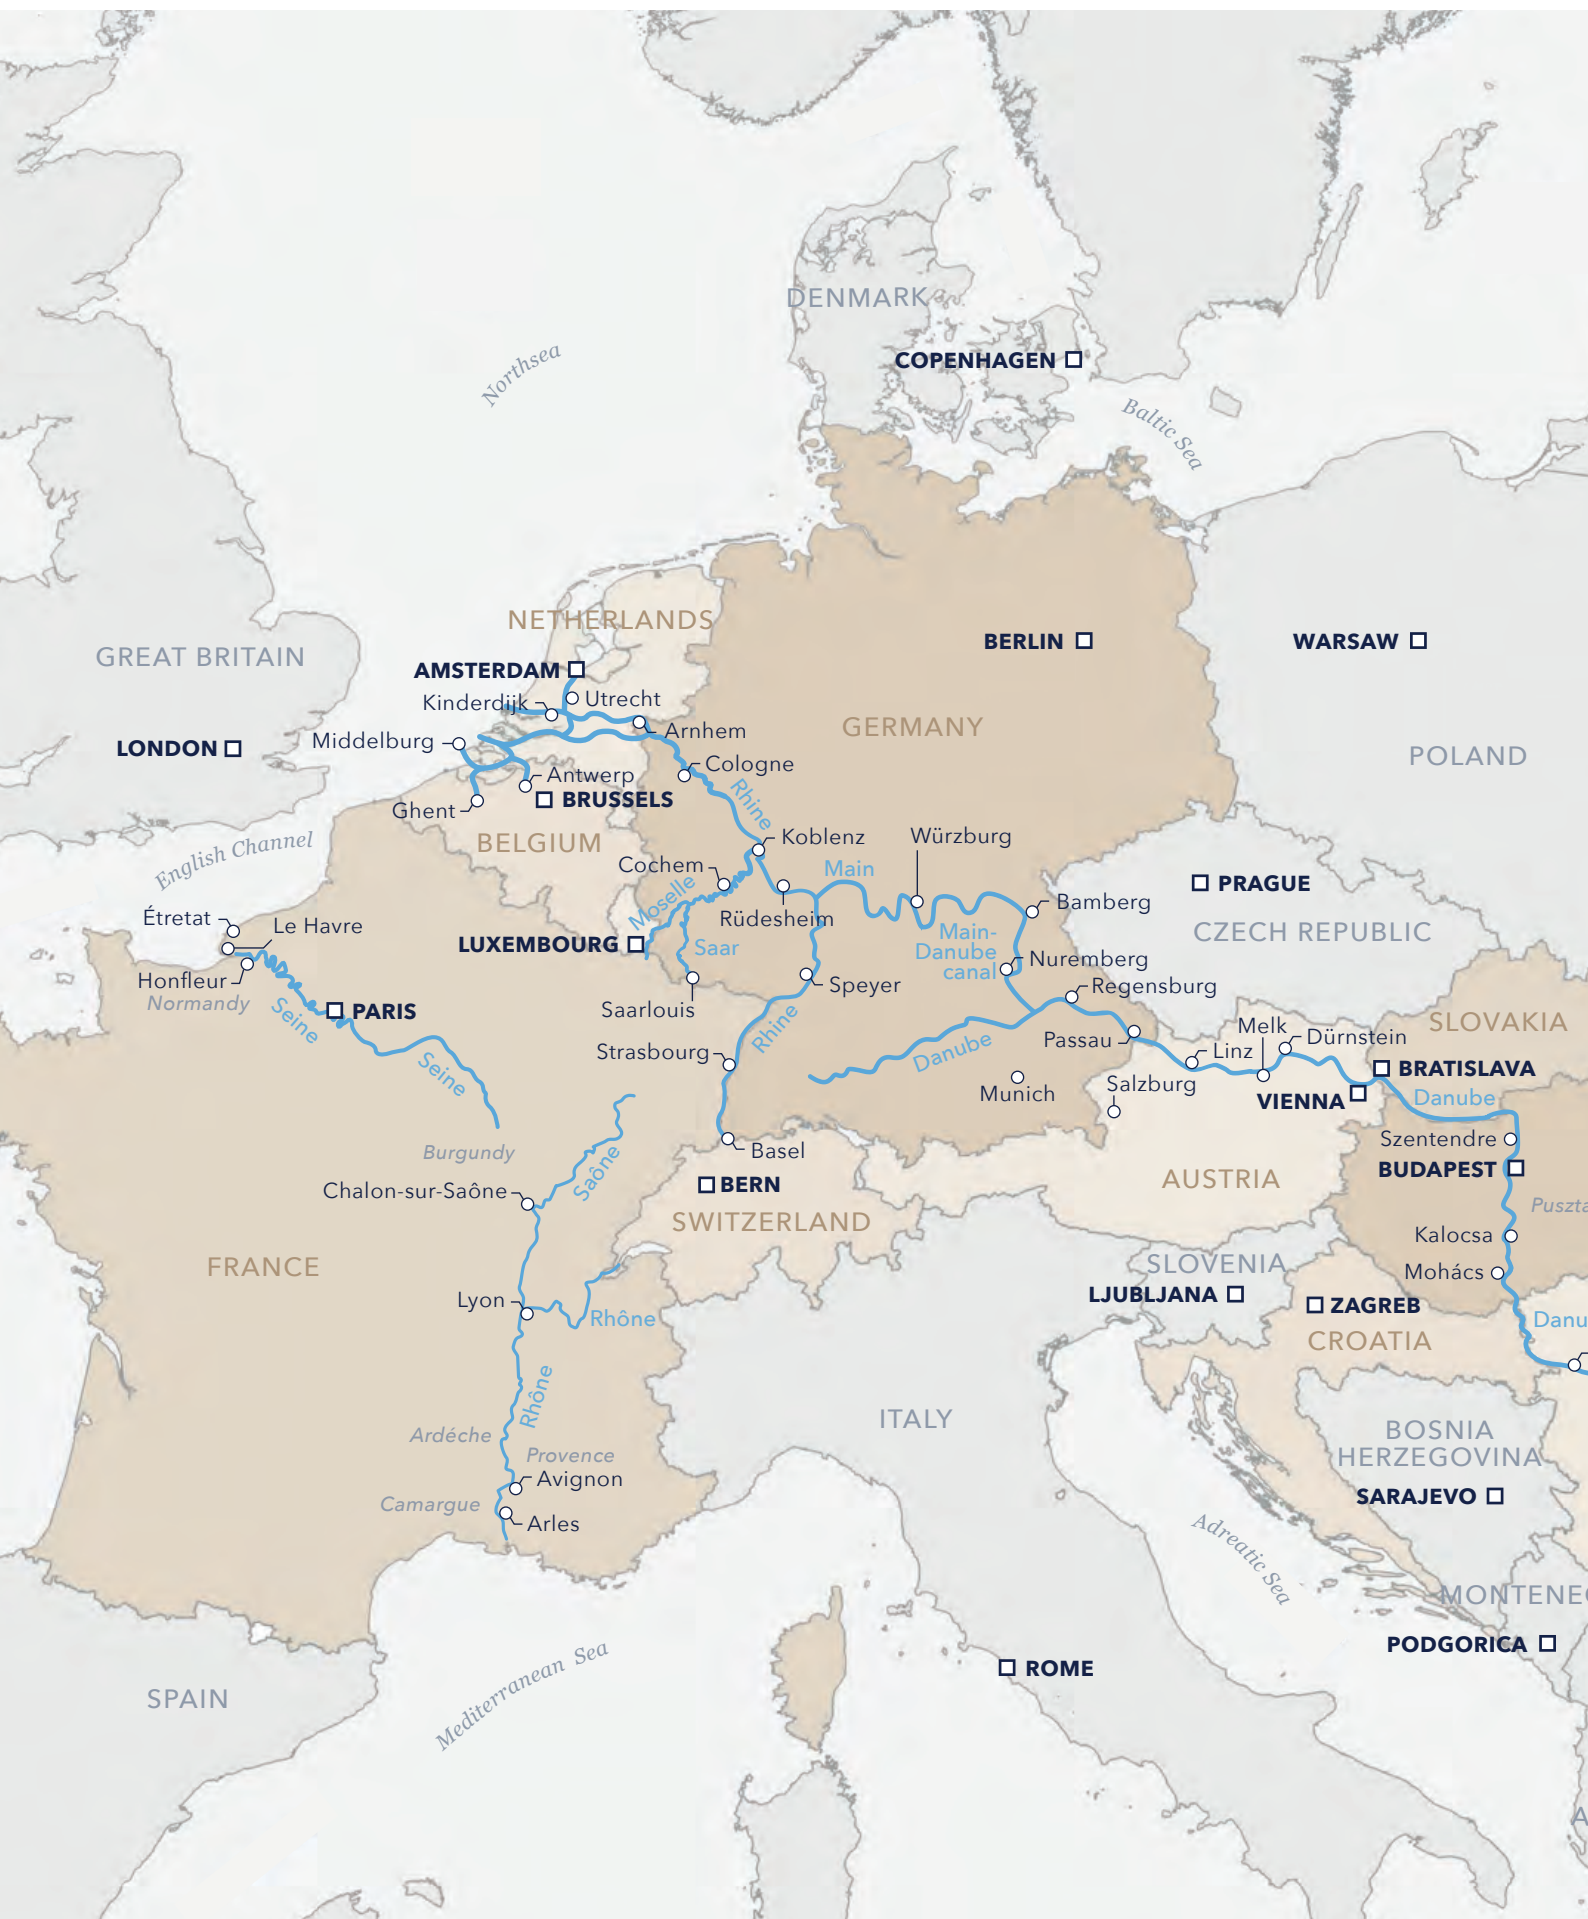 DENMARK
COPENHAGEN
Northsea
Baltic Sea
NETHERLANDS
GREAT BRITAIN
BERLIN
WARSAW
AMSTERDAM
Kinderdijk
Utrecht
Arnhem
GERMANY
LONDON
Middelburg
POLAND
Cologne
Antwerp
BRUSSELS
Ghent
Rhine
BELGIUM
Koblenz
Würzburg
English Channel
Cochem
Main
PRAGUE
Moselle
Bamberg
Étretat
Le Havre
Rüdesheim
CZECH REPUBLIC
LUXEMBOURG
Saar
Main-
Danube
canal
Nuremberg
Honfleur
Normandy
Seine
PARIS
Saarlouis
Speyer
Regensburg
Rhine
Passau
Melk
Dürnstein
SLOVAKIA
Strasbourg
Danube
Linz
BRATISLAVA
Seine
Munich
Salzburg
VIENNA
Danube
Burgundy
Basel
Szentendre
Saône
Chalon-sur-Saône
BERN
AUSTRIA
BUDAPEST
SWITZERLAND
Puszta
Kalocsa
FRANCE
SLOVENIA
Mohács
LJUBLJANA
Lyon
Rhône
ZAGREB
CROATIA
Danu
Rhône
ITALY
BOSNIA
HERZEGOVINA
Ardéche
Provence
Avignon
Camargue
SARAJEVO
Arles
Adreatic Sea
MONTENEG
PODGORICA
Mediterranean Sea
ROME
SPAIN
A